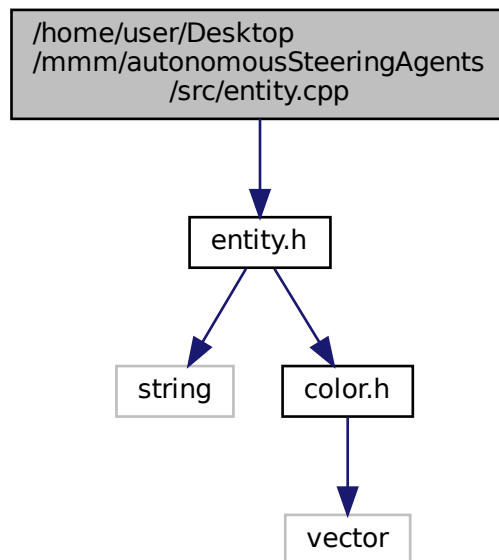 /home/user/Desktop
/mmm/autonomousSteeringAgents
/src/entity.cpp
entity.h
string
color.h
vector